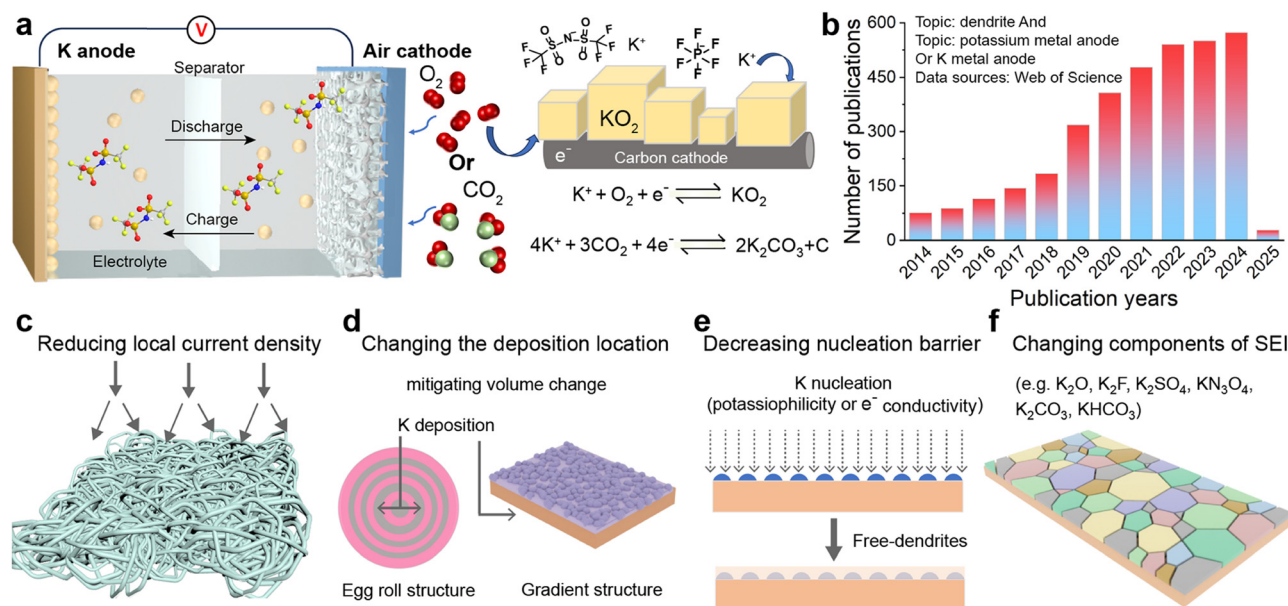 a
K anode
V
Air cathode
Separator
Discharge
Charge
Electrolyte
O₂
Or
CO₂
F
F
F
S
O
O
N⁻
S
O
O
F
F
F
K⁺
F
F
F
P⁻
F
F
F
K⁺
KO₂
e⁻
Carbon cathode
K⁺ + O₂ + e⁻ ⇌ KO₂
4K⁺ + 3CO₂ + 4e⁻ ⇌ 2K₂CO₃+C
b
Number of publications
600
450
300
150
0
Topic: dendrite And
Topic: potassium metal anode
Or K metal anode
Data sources: Web of Science
2014
2015
2016
2017
2018
2019
2020
2021
2022
2023
2024
2025
Publication years
c
Reducing local current density
d
Changing the deposition location
mitigating volume change
K deposition
Egg roll structure
Gradient structure
e
Decreasing nucleation barrier
K nucleation
(potassiophilicity or e⁻ conductivity)
Free-dendrites
f
Changing components of SEI
(e.g. K₂O, K₂F, K₂SO₄, KN₃O₄,
K₂CO₃, KHCO₃)